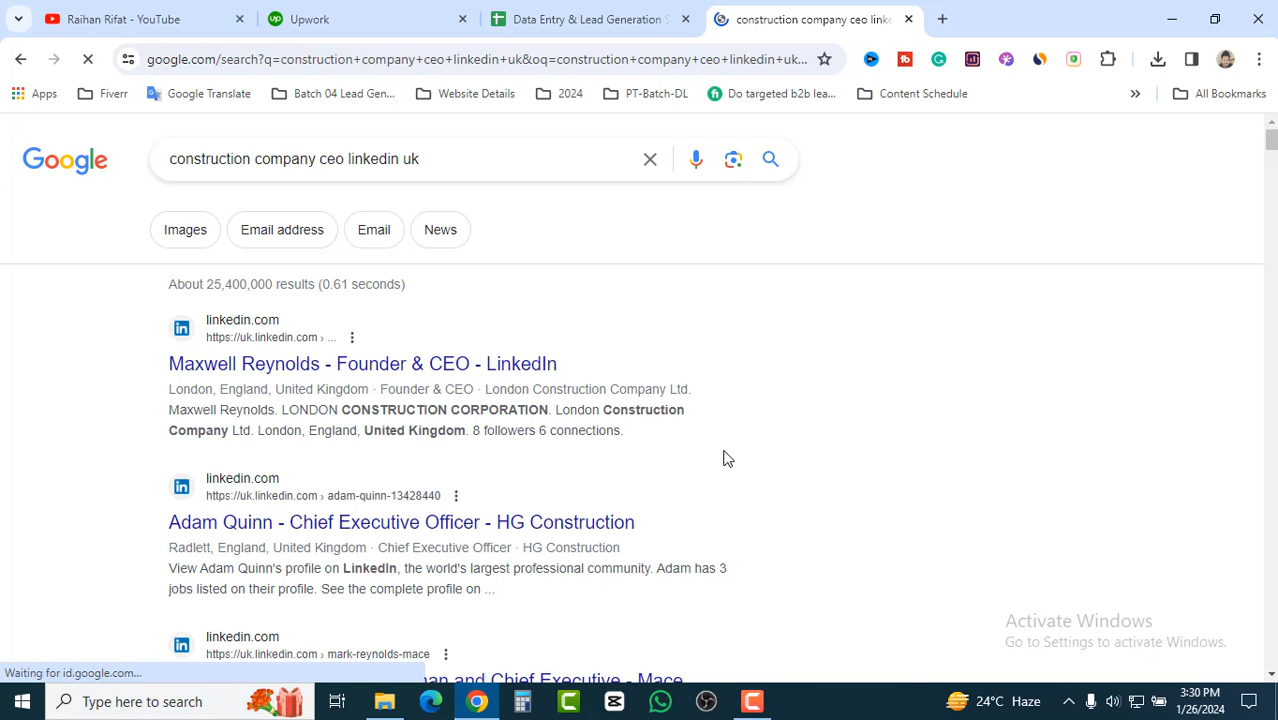 Raihan Rifat - YouTube
Upwork
Data Entry & Lead Generation S
construction company ceo linke
google.com/search?q=construction+company+ceo+linkedin+uk&oq=construction+company+ceo+linkedin+uk...
Apps
Fiverr
Google Translate
Batch 04 Lead Gen...
Website Details
2024
PT-Batch-DL
Do targeted b2b lea...
Content Schedule
All Bookmarks
Google
construction company ceo linkedin uk
Images
Email address
Email
News
About 25,400,000 results (0.61 seconds)
linkedin.com
https://uk.linkedin.com › ...
Maxwell Reynolds - Founder & CEO - LinkedIn
London, England, United Kingdom · Founder & CEO · London Construction Company Ltd.
Maxwell Reynolds. LONDON CONSTRUCTION CORPORATION. London Construction
Company Ltd. London, England, United Kingdom. 8 followers 6 connections.
linkedin.com
https://uk.linkedin.com › adam-quinn-13428440
Adam Quinn - Chief Executive Officer - HG Construction
Radlett, England, United Kingdom · Chief Executive Officer · HG Construction
View Adam Quinn's profile on LinkedIn, the world's largest professional community. Adam has 3
jobs listed on their profile. See the complete profile on ...
linkedin.com
https://uk.linkedin.com › mark-reynolds-mace
and Chief Executive - Mace
Activate Windows
Go to Settings to activate Windows.
Waiting for id.google.com...
Type here to search
24°C Haze
3:30 PM
1/26/2024